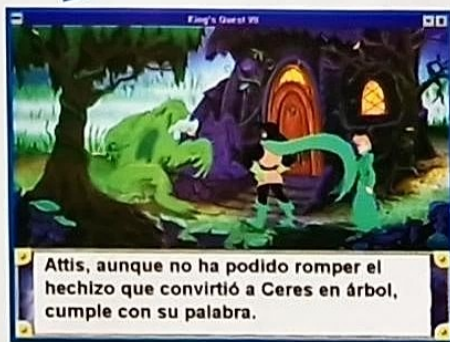 King's Quest VII
Attis, aunque no ha podido romper el
hechizo que convirtió a Ceres en árbol,
cumple con su palabra.